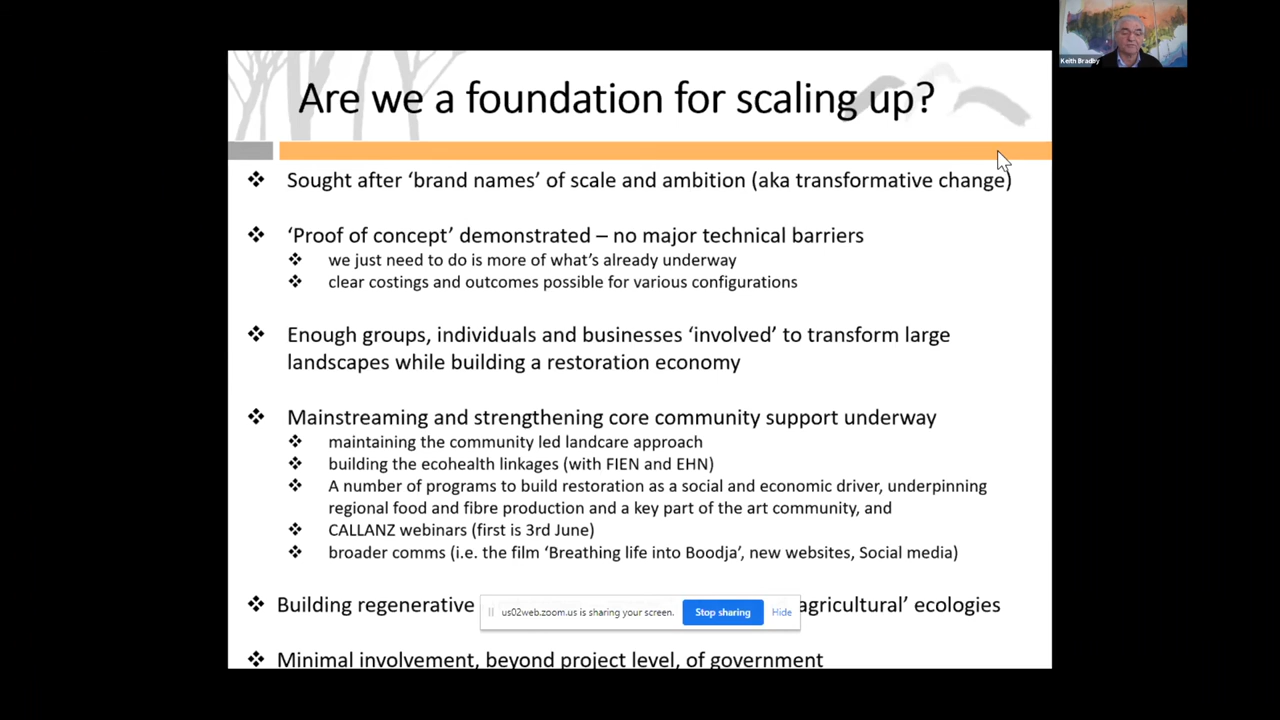 Keith Bradby
Are we a foundation for scaling up?
❖ Sought after ‘brand names’ of scale and ambition (aka transformative change)
❖ ‘Proof of concept’ demonstrated – no major technical barriers
❖ we just need to do is more of what’s already underway
❖ clear costings and outcomes possible for various configurations
❖ Enough groups, individuals and businesses ‘involved’ to transform large
landscapes while building a restoration economy
❖ Mainstreaming and strengthening core community support underway
❖ maintaining the community led landcare approach
❖ building the ecohealth linkages (with FIEN and EHN)
❖ A number of programs to build restoration as a social and economic driver, underpinning
regional food and fibre production and a key part of the art community, and
❖ CALLANZ webinars (first is 3rd June)
❖ broader comms (i.e. the film ‘Breathing life into Boodja’, new websites, Social media)
❖ Building regenerative agricultural’ ecologies
us02web.zoom.us is sharing your screen. Stop sharing Hide
❖ Minimal involvement, beyond project level, of government